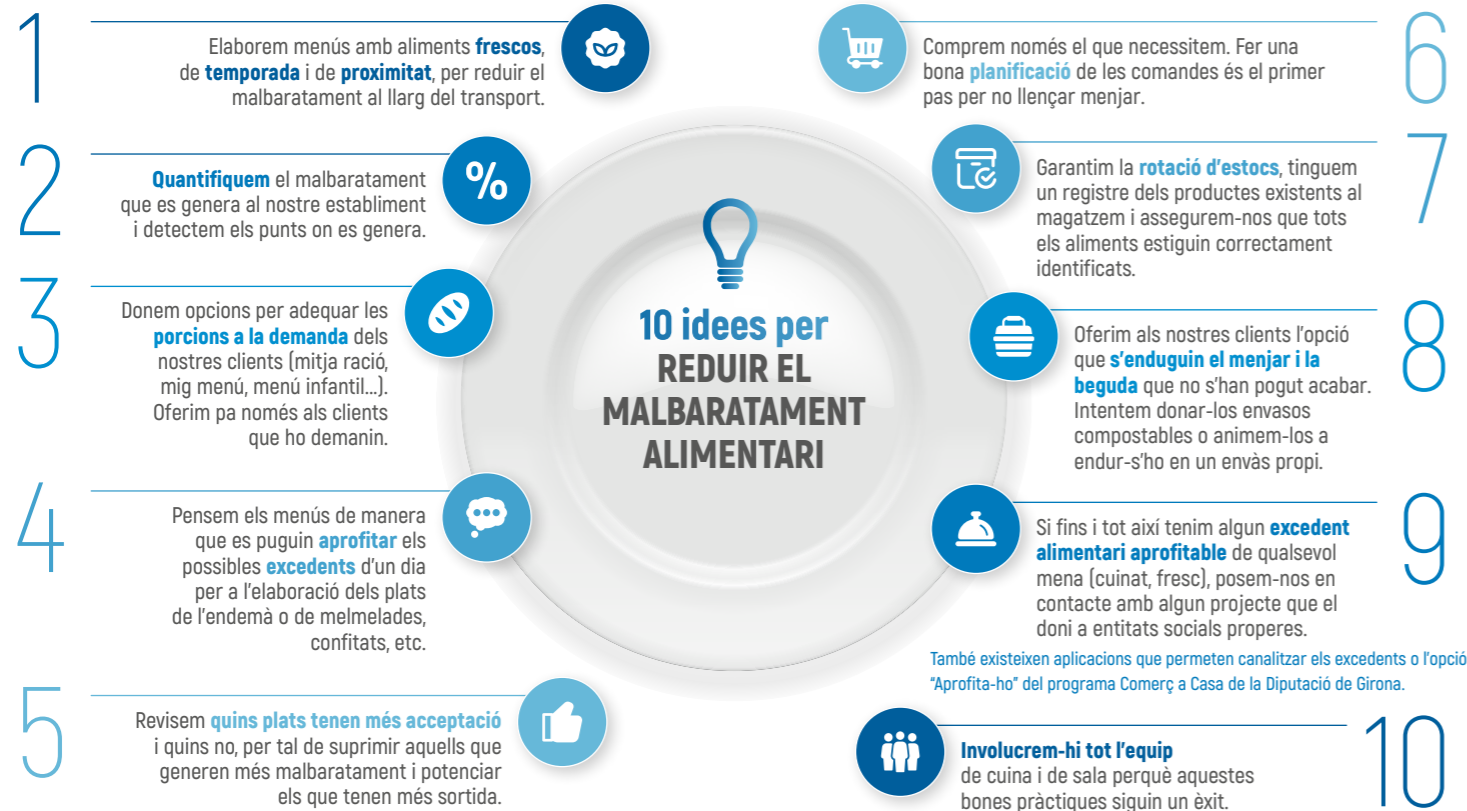 10 idees per
REDUIR EL
MALBARATAMENT
ALIMENTARI
1
Elaborem menús amb aliments frescos,
de temporada i de proximitat, per reduir el
malbaratament al llarg del transport.
2
Quantifiquem el malbaratament
que es genera al nostre establiment
i detectem els punts on es genera.
%
3
Donem opcions per adequar les
porcions a la demanda dels
nostres clients (mitja ració,
mig menú, menú infantil...).
Oferim pa només als clients
que ho demanin.
4
Pensem els menús de manera
que es puguin aprofitar els
possibles excedents d'un dia
per a l'elaboració dels plats
de l'endemà o de melmelades,
confitats, etc.
5
Revisem quins plats tenen més acceptació
i quins no, per tal de suprimir aquells que
generen més malbaratament i potenciar
els que tenen més sortida.
6
Comprem només el que necessitem. Fer una
bona planificació de les comandes és el primer
pas per no llençar menjar.
7
Garantim la rotació d'estocs, tinguem
un registre dels productes existents al
magatzem i assegurem-nos que tots
els aliments estiguin correctament
identificats.
8
Oferim als nostres clients l'opció
que s'enduguin el menjar i la
beguda que no s'han pogut acabar.
Intentem donar-los envasos
compostables o animem-los a
endur-s'ho en un envàs propi.
9
Si fins i tot així tenim algun excedent
alimentari aprofitable de qualsevol
mena (cuinat, fresc), posem-nos en
contacte amb algun projecte que el
doni a entitats socials properes.
També existeixen aplicacions que permeten canalitzar els excedents o l'opció
"Aprofita-ho" del programa Comerç a Casa de la Diputació de Girona.
10
Involucrem-hi tot l'equip
de cuina i de sala perquè aquestes
bones pràctiques siguin un èxit.